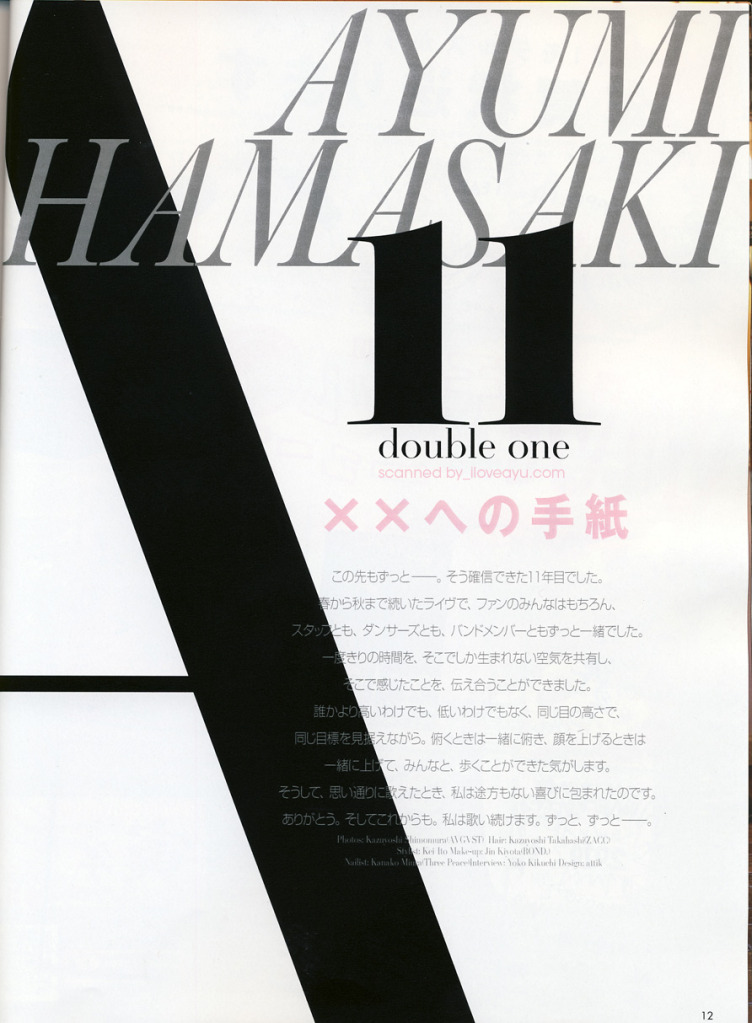 AYUMI
HAMASAKI
11
double one
scanned by_iloveayu.com
××への手紙
この先もずっと――。そう確信できた11年目でした。
春から秋まで続いたライヴで、ファンのみんなはもちろん、
スタッフとも、ダンサーズとも、バンドメンバーともずっと一緒でした。
一度きりの時間を、そこでしか生まれない空気を共有し、
そこで感じたことを、伝え合うことができました。
誰かより高いわけでも、低いわけでもなく、同じ目の高さで、
同じ目標を見据えながら。俯くときは一緒に俯き、顔を上げるときは
一緒に上げて、みんなと、歩くことができた気がします。
そうして、思い通りに歌えたとき、私は途方もない喜びに包まれたのです。
ありがとう。そしてこれからも。私は歌い続けます。ずっと、ずっと――。
Photos: Kazuyoshi Shimomura(AVGVST) Hair: Kazuyoshi Takahashi(ZACC)
Stylist: Kei Ito Make-up: Jin Kiyota(ROND.)
Nailist: Kanako Miura(Three Peace)Interview: Yoko Kikuchi Design: attik
12